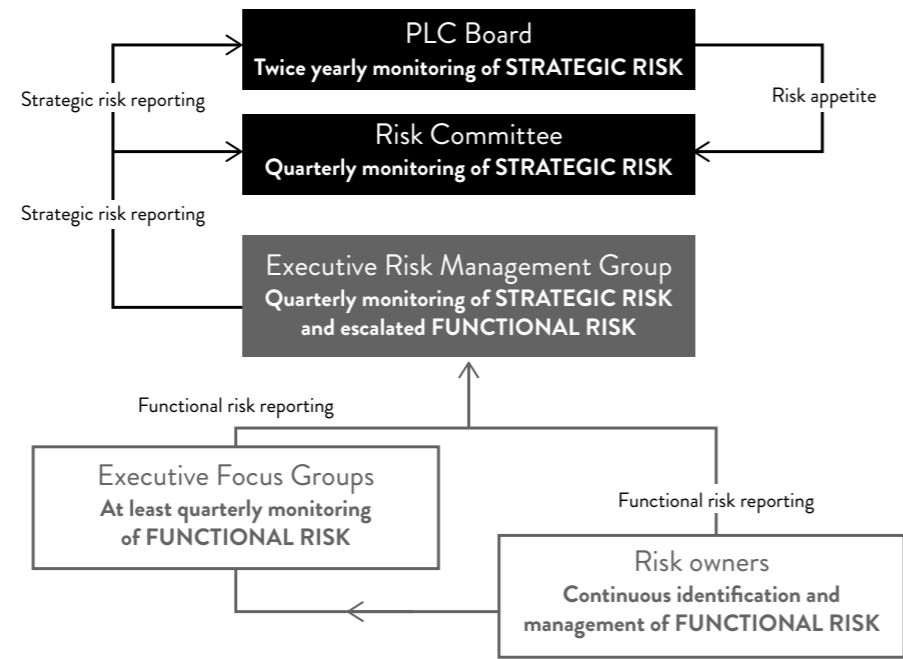 PLC Board
Twice yearly monitoring of STRATEGIC RISK
Strategic risk reporting
Risk appetite
Risk Committee
Quarterly monitoring of STRATEGIC RISK
Strategic risk reporting
Executive Risk Management Group
Quarterly monitoring of STRATEGIC RISK
and escalated FUNCTIONAL RISK
Functional risk reporting
Executive Focus Groups
At least quarterly monitoring
of FUNCTIONAL RISK
Functional risk reporting
Risk owners
Continuous identification and
management of FUNCTIONAL RISK